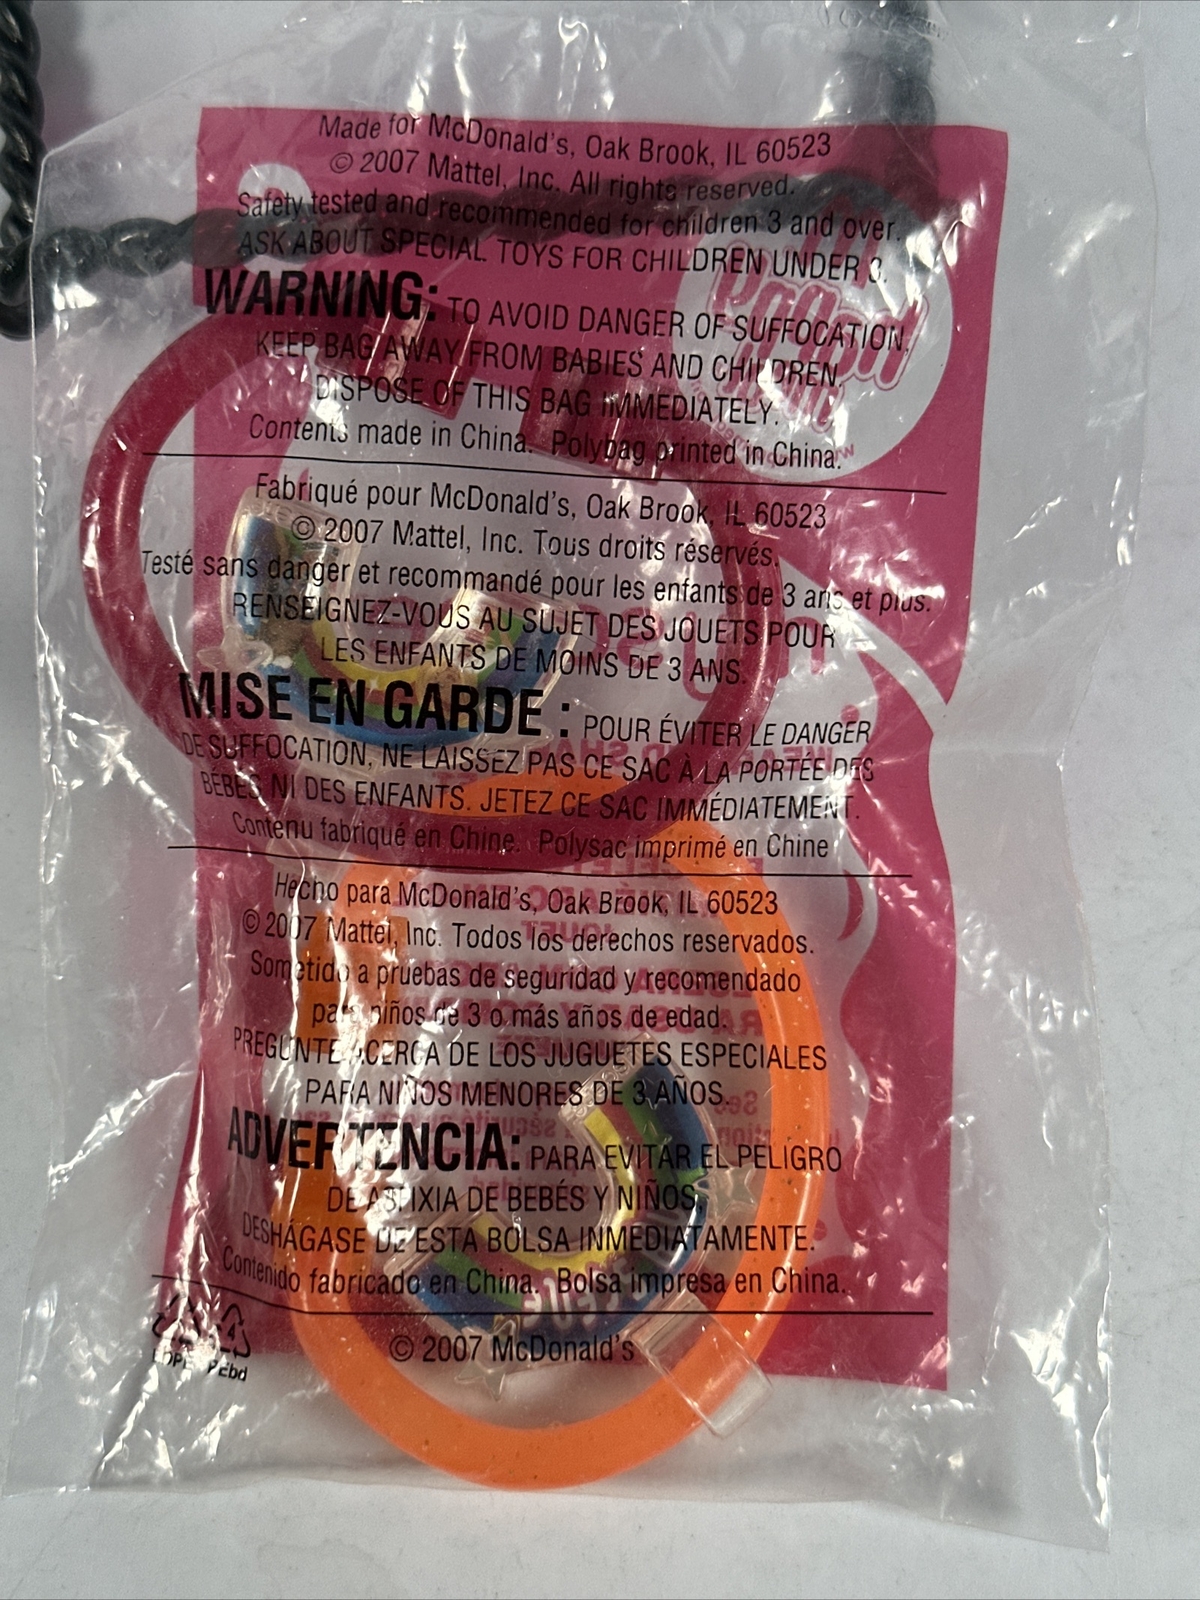 Made for McDonald's, Oak Brook, IL 60523
© 2007 Mattel, Inc. All rights reserved.
Safety tested and recommended for children 3 and over.
ASK ABOUT SPECIAL TOYS FOR CHILDREN UNDER 3.
WARNING: TO AVOID DANGER OF SUFFOCATION,
KEEP BAG AWAY FROM BABIES AND CHILDREN,
DISPOSE OF THIS BAG IMMEDIATELY.
Contents made in China. Polybag printed in China.
Fabriqué pour McDonald's, Oak Brook, IL 60523
© 2007 Mattel, Inc. Tous droits réservés.
Testé sans danger et recommandé pour les enfants de 3 ans et plus.
RENSEIGNEZ-VOUS AU SUJET DES JOUETS POUR
LES ENFANTS DE MOINS DE 3 ANS.
MISE EN GARDE : POUR ÉVITER LE DANGER
DE SUFFOCATION, NE LAISSEZ PAS CE SAC À LA PORTÉE DES
BÉBÉS NI DES ENFANTS. JETEZ CE SAC IMMÉDIATEMENT.
Contenu fabriqué en Chine. Polysac imprimé en Chine
Hecho para McDonald's, Oak Brook, IL 60523
© 2007 Mattel, Inc. Todos los derechos reservados.
Sometido a pruebas de seguridad y recomendado
para niños de 3 o más años de edad.
PREGUNTE ACERCA DE LOS JUGUETES ESPECIALES
PARA NIÑOS MENORES DE 3 AÑOS.
ADVERTENCIA: PARA EVITAR EL PELIGRO
DE ASFIXIA DE BEBÉS Y NIÑOS,
DESHÁGASE DE ESTA BOLSA INMEDIATAMENTE.
Contenido fabricado en China. Bolsa impresa en China.
4
LDPE PEbd
© 2007 McDonald's